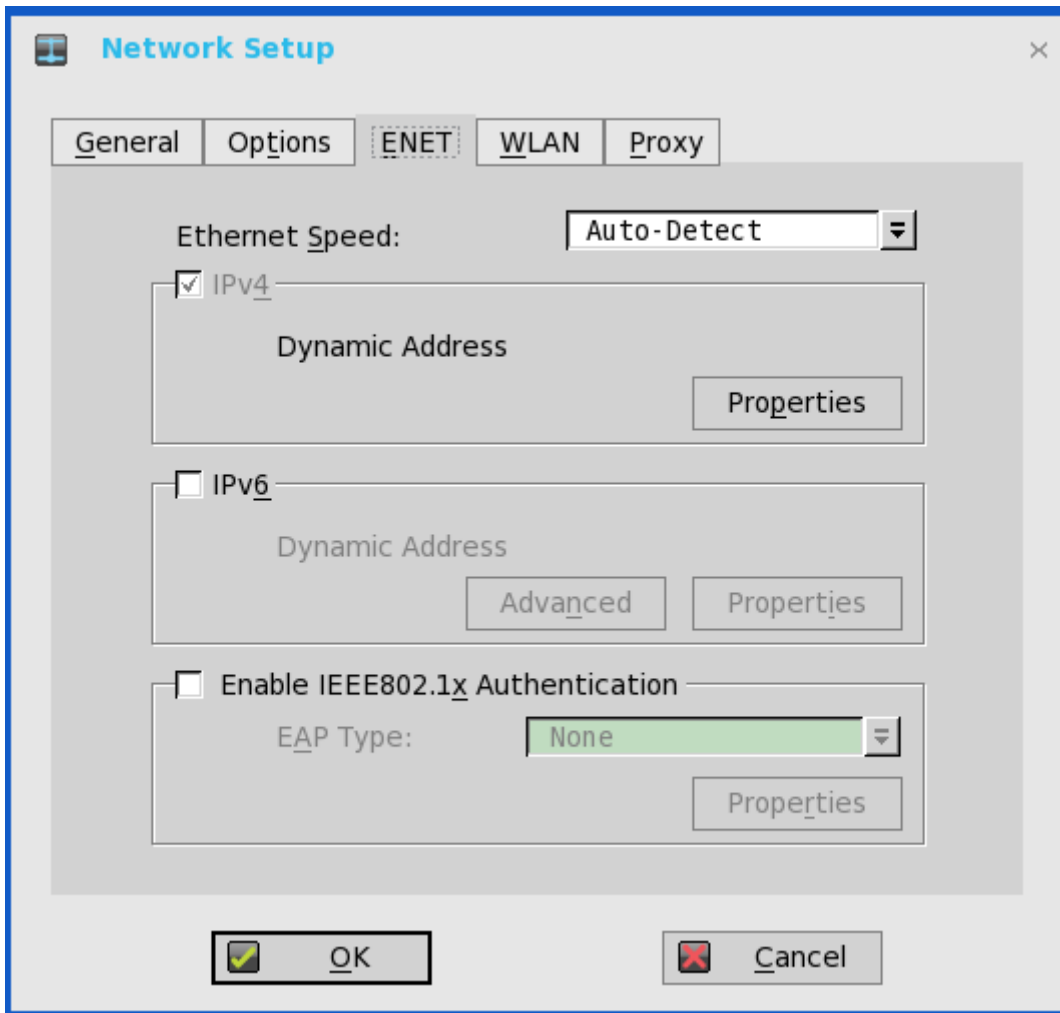 Network Setup
General Options ENET WLAN Proxy
Ethernet Speed: Auto-Detect
IPv4
Dynamic Address
Properties
IPv6
Dynamic Address
Advanced Properties
Enable IEEE802.1x Authentication
EAP Type: None
Properties
OK Cancel